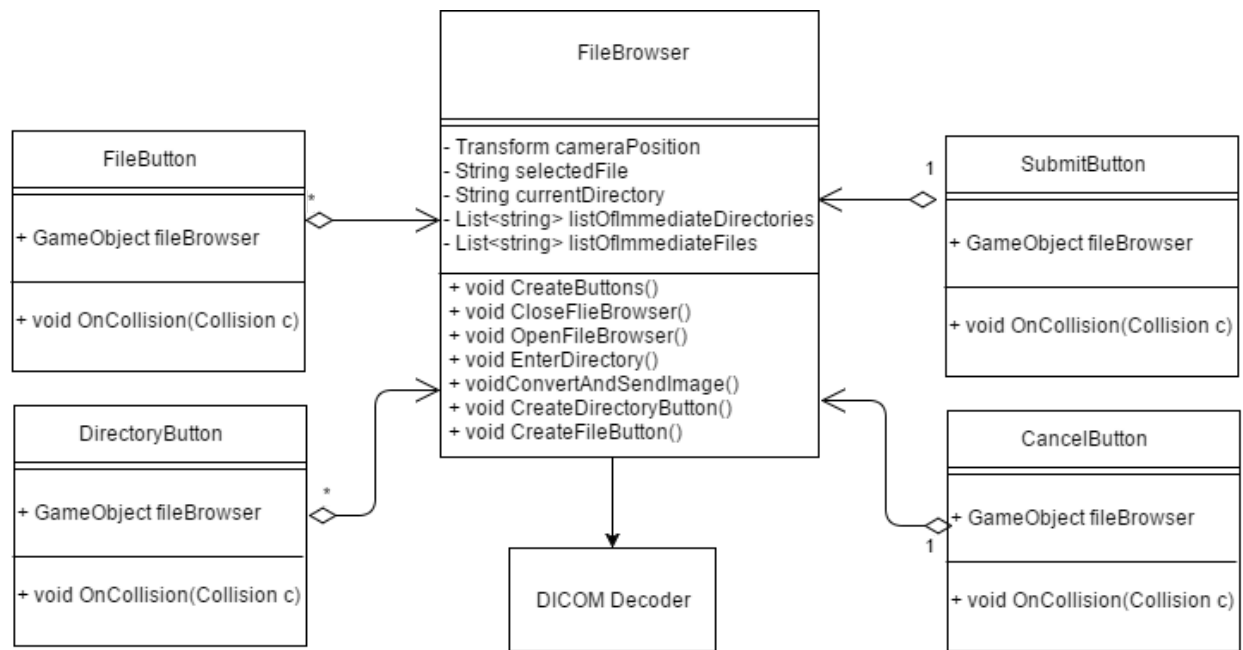 FileBrowser
- Transform cameraPosition
- String selectedFile
- String currentDirectory
- List<string> listOfImmediateDirectories
- List<string> listOfImmediateFiles
+ void CreateButtons()
+ void CloseFlieBrowser()
+ void OpenFileBrowser()
+ void EnterDirectory()
+ voidConvertAndSendImage()
+ void CreateDirectoryButton()
+ void CreateFileButton()
FileButton
+ GameObject fileBrowser
+ void OnCollision(Collision c)
*
DirectoryButton
+ GameObject fileBrowser
+ void OnCollision(Collision c)
*
SubmitButton
+ GameObject fileBrowser
+ void OnCollision(Collision c)
1
CancelButton
+ GameObject fileBrowser
+ void OnCollision(Collision c)
1
DICOM Decoder